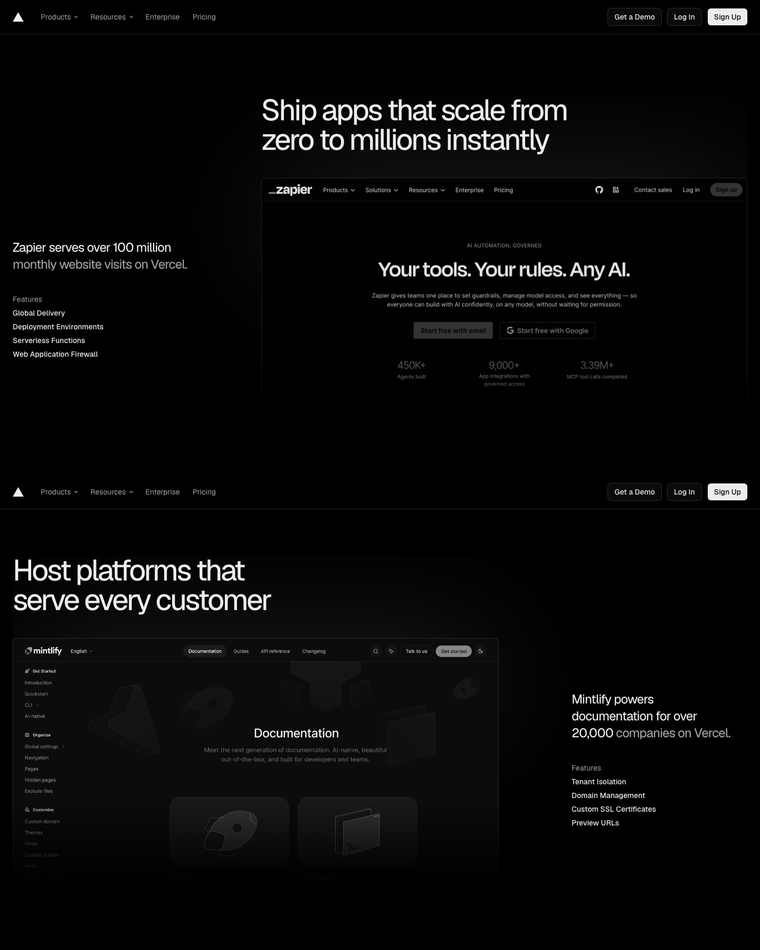 Products Resources Enterprise Pricing Get a Demo Log In Sign Up
Ship apps that scale from
zero to millions instantly
Zapier serves over 100 million
monthly website visits on Vercel.
Features
Global Delivery
Deployment Environments
Serverless Functions
Web Application Firewall
zapier Products Solutions Resources Enterprise Pricing Contact sales Log in Sign up
AI AUTOMATION, GOVERNED
Your tools. Your rules. Any AI.
Zapier gives teams one place to set guardrails, manage model access, and see everything — so
everyone can build with AI confidently, on any model, without waiting for permission.
Start free with email Start free with Google
450K+ 9,000+ 3.39M+
Agents built App integrations with MCP tool calls completed
governed access
Products Resources Enterprise Pricing Get a Demo Log In Sign Up
Host platforms that
serve every customer
mintlify English Documentation Guides API reference Changelog Talk to us Get started
Get Started
Introduction
Quickstart
CLI
AI-native
Organize
Global settings
Navigation
Pages
Hidden pages
Exclude files
Customize
Custom domain
Themes
Fonts
Custom scripts
Documentation
Meet the next generation of documentation. AI-native, beautiful
out-of-the-box, and built for developers and teams.
Mintlify powers
documentation for over
20,000 companies on Vercel.
Features
Tenant Isolation
Domain Management
Custom SSL Certificates
Preview URLs